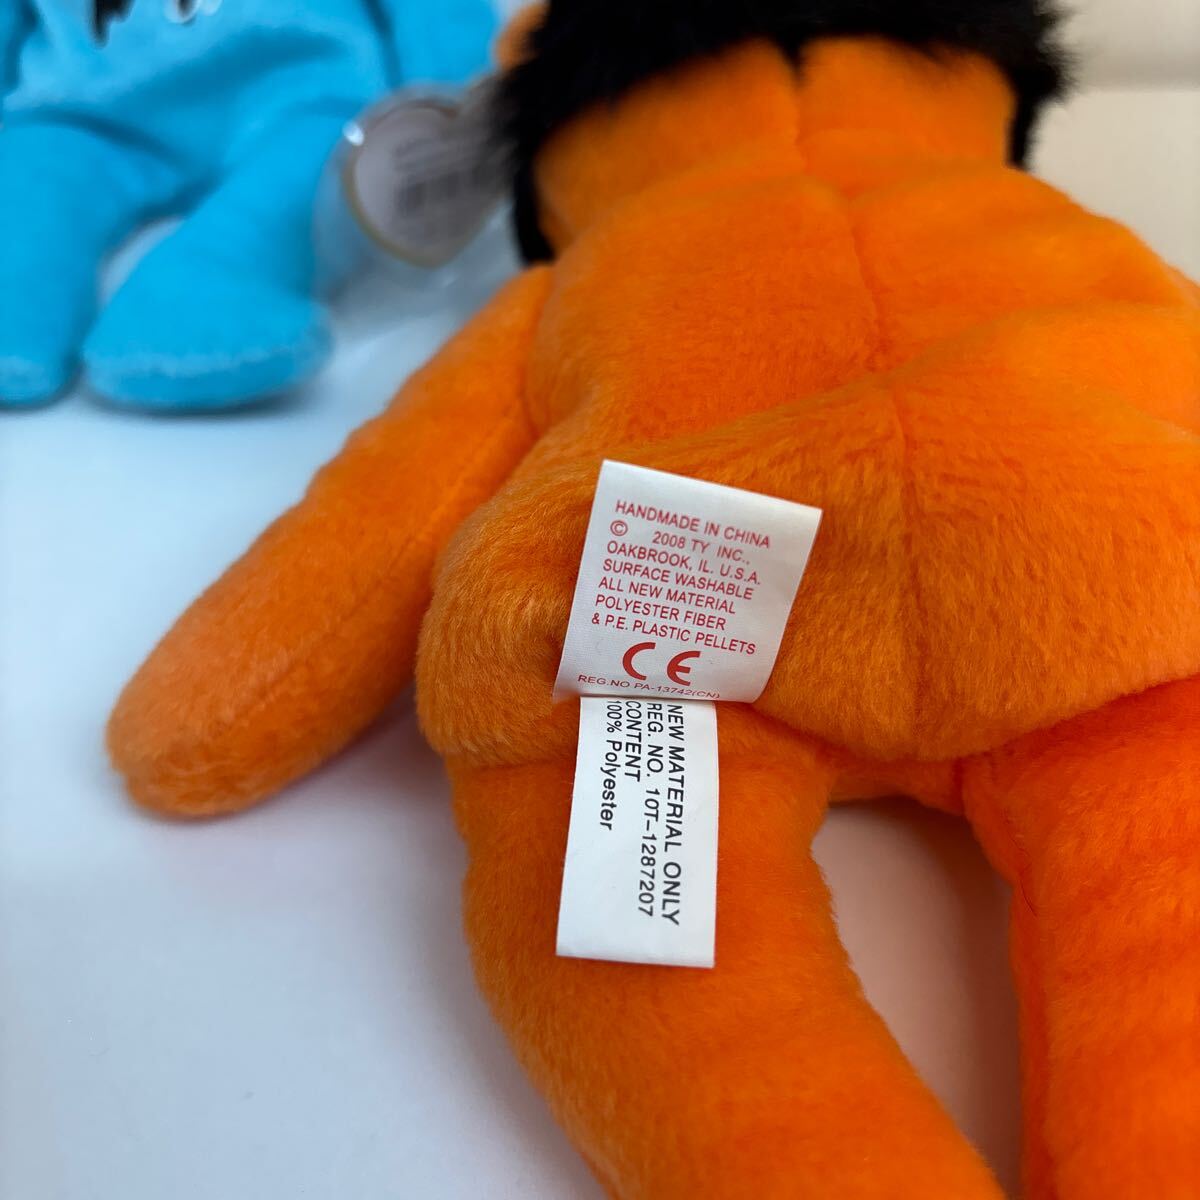 HANDMADE IN CHINA
© 2008 TY INC.,
OAKBROOK, IL. U.S.A.
SURFACE WASHABLE
ALL NEW MATERIAL
POLYESTER FIBER
& P.E. PLASTIC PELLETS
CE
REG.NO PA-13742(CN)
NEW MATERIAL ONLY
REG. NO. 10T-1287207
CONTENT
100% Polyester